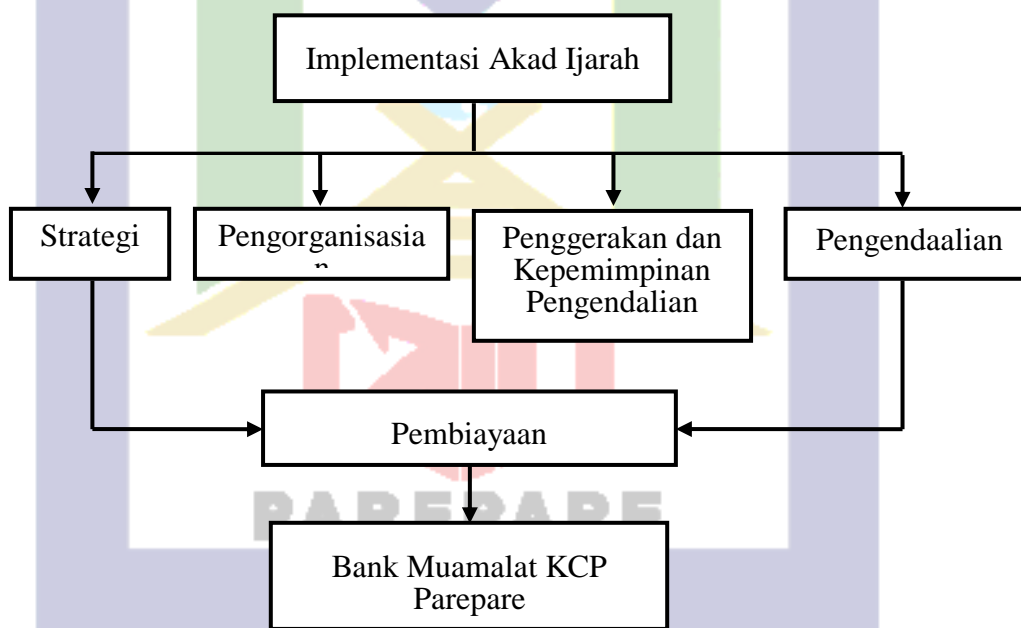 Implementasi Akad Ijarah
Strategi
Pengorganisasia
n
Penggerakan dan
Kepemimpinan
Pengendalian
Pengendaalian
Pembiayaan
PAREPARE
Bank Muamalat KCP
Parepare